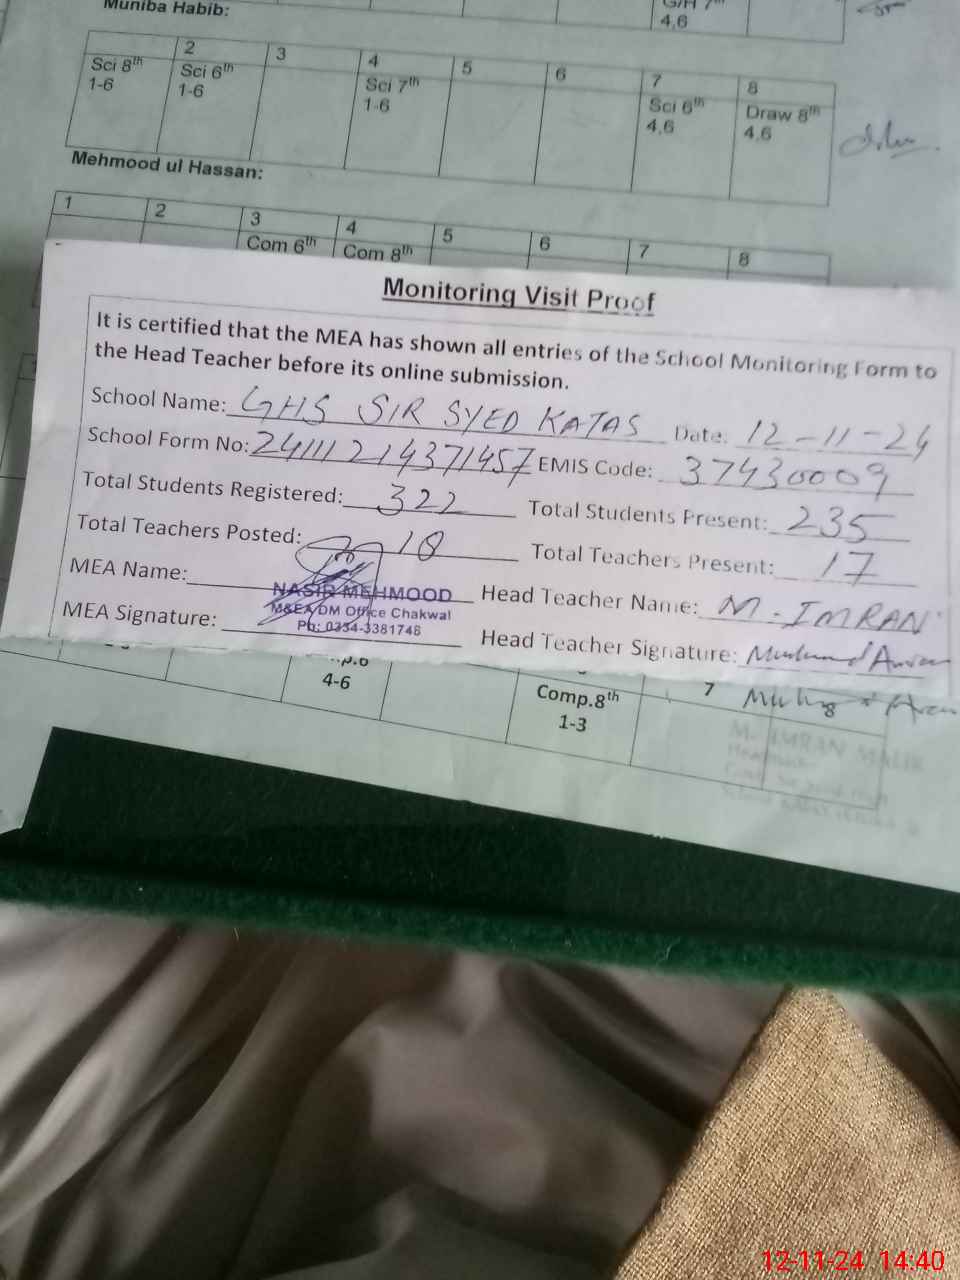 Muniba Habib:
G/H 7th
4,6
2 3 4 5 6 7 8
Sci 8th Sci 6th Sci 7th Sci 6th Draw 8th
1-6 1-6 1-6 4,6 4,6
Mehmood ul Hassan:
1 2 3 4 5 6 7 8
Com 6th Com 8th
Monitoring Visit Proof
It is certified that the MEA has shown all entries of the School Monitoring Form to
the Head Teacher before its online submission.
School Name: GHS SIR SYED KATAS Date: 12-11-24
School Form No: EMIS Code: 37430009
Total Students Registered: 322 Total Students Present: 235
Total Teachers Posted: 18 Total Teachers Present: 17
MEA Name: Head Teacher Name: M. IMRAN
NASIR MEHMOOD
M&EA/DM Office Chakwal
Ph: 0334-3381748
MEA Signature: Head Teacher Signature:
4-6 Comp.8th 7
1-3
IMRAN MALIK
12-11-24 14:40